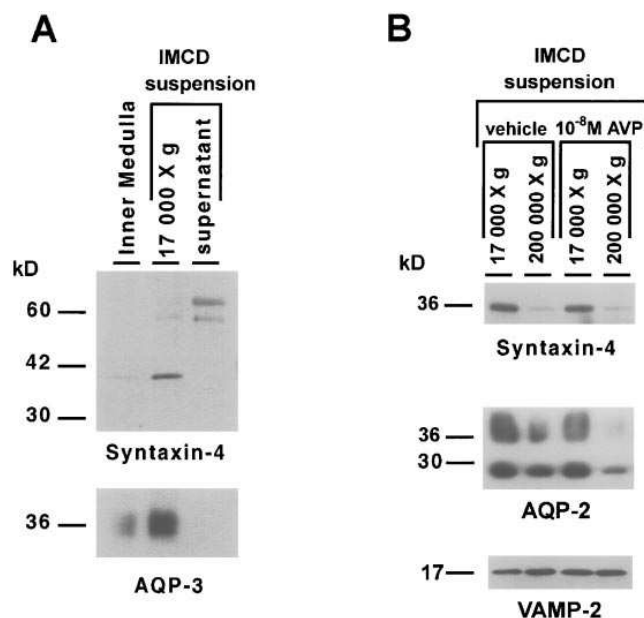 A
IMCD
suspension
Inner Medulla
17 000 X g
supernatant
kD
60
42
30
Syntaxin-4
36
AQP-3
B
IMCD
suspension
vehicle 10⁻⁸M AVP
17 000 X g
200 000 X g
17 000 X g
200 000 X g
kD
36
Syntaxin-4
36
30
AQP-2
17
VAMP-2